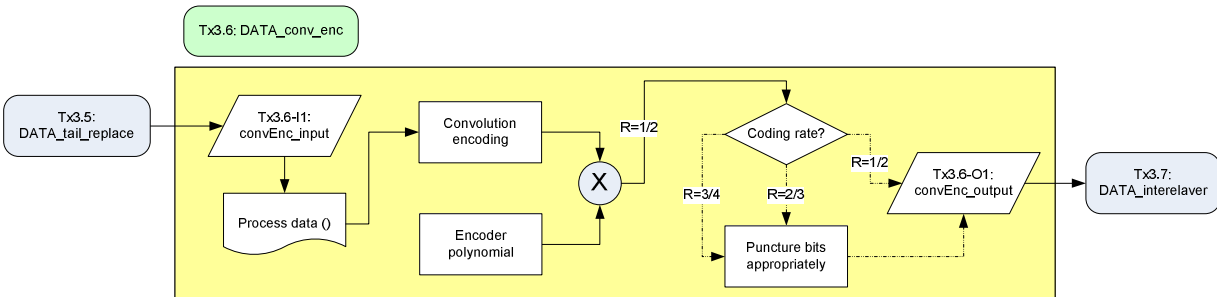 Tx3.6: DATA_conv_enc
Tx3.5:
DATA_tail_replace
Tx3.6-I1:
convEnc_input
Process data ()
Convolution
encoding
Encoder
polynomial
X
R=1/2
Coding rate?
R=3/4
R=2/3
R=1/2
Puncture bits
appropriately
Tx3.6-O1:
convEnc_output
Tx3.7:
DATA_interelaver